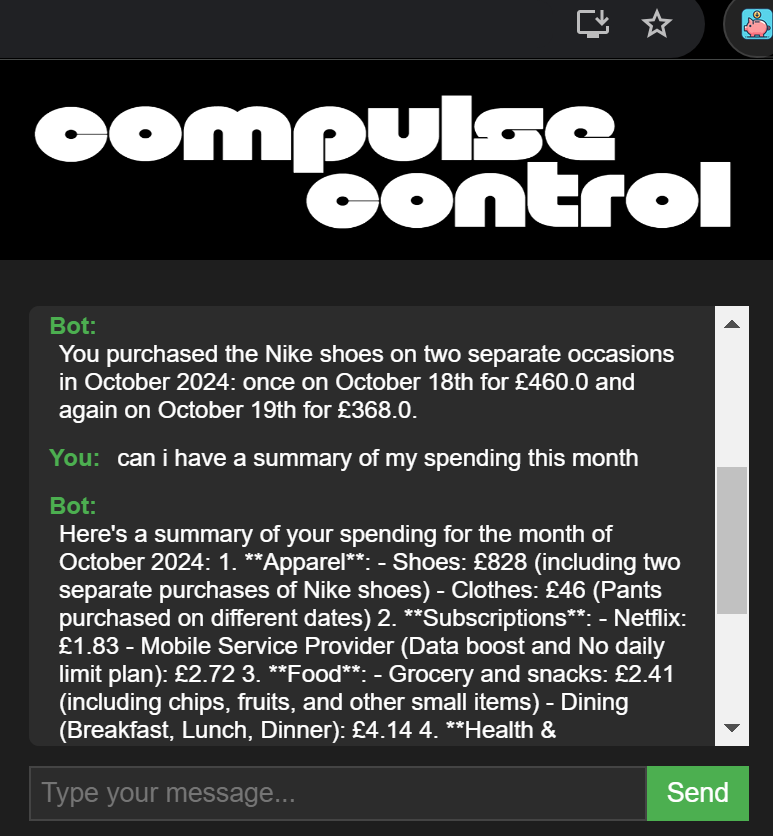 compulse
control
Bot:
You purchased the Nike shoes on two separate occasions
in October 2024: once on October 18th for £460.0 and
again on October 19th for £368.0.
You: can i have a summary of my spending this month
Bot:
Here's a summary of your spending for the month of
October 2024: 1. **Apparel**: - Shoes: £828 (including two
separate purchases of Nike shoes) - Clothes: £46 (Pants
purchased on different dates) 2. **Subscriptions**: - Netflix:
£1.83 - Mobile Service Provider (Data boost and No daily
limit plan): £2.72 3. **Food**: - Grocery and snacks: £2.41
(including chips, fruits, and other small items) - Dining
(Breakfast, Lunch, Dinner): £4.14 4. **Health &
Type your message...
Send